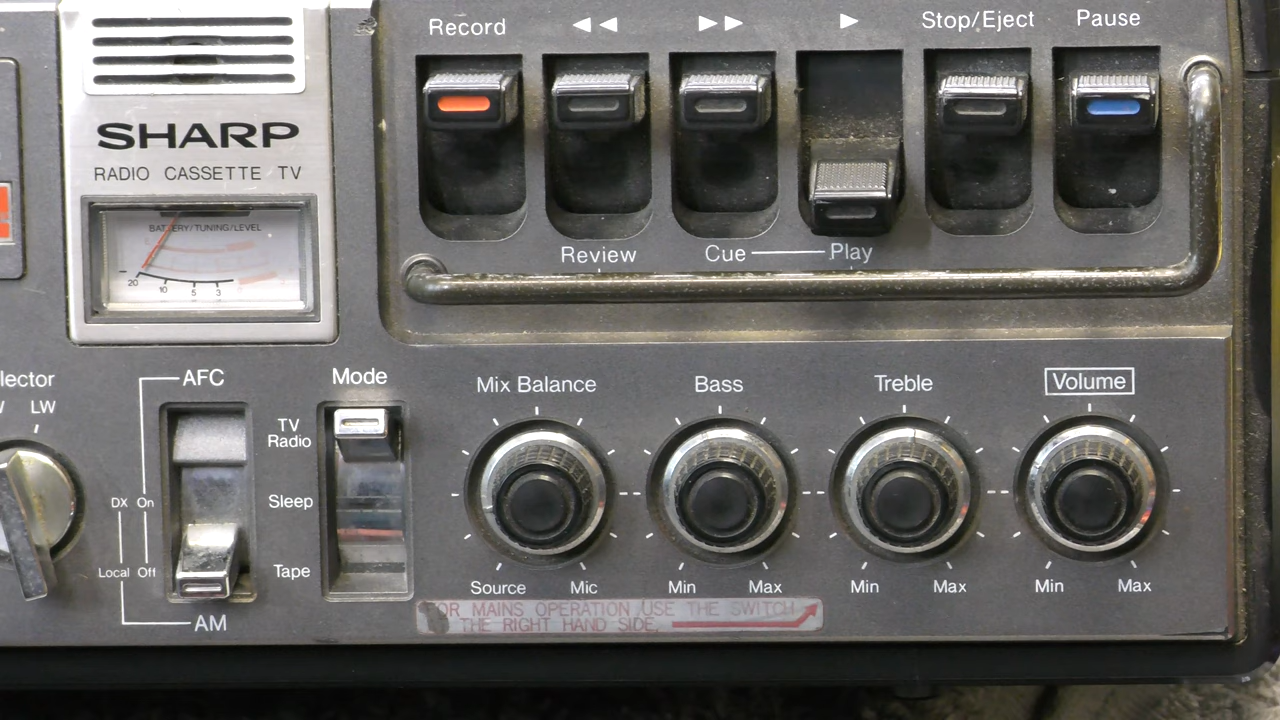 Record
Stop/Eject
Pause
SHARP
RADIO CASSETTE TV
BATTERY/TUNING/LEVEL
20 10 5 3
Review
Cue
Play
lector
LW
AFC
Mode
Mix Balance
Bass
Treble
Volume
TV
Radio
DX On
Sleep
Local Off
Tape
AM
Source
Mic
Min
Max
Min
Max
Min
Max
OR MAINS OPERATION USE THE SWITCH
THE RIGHT HAND SIDE.